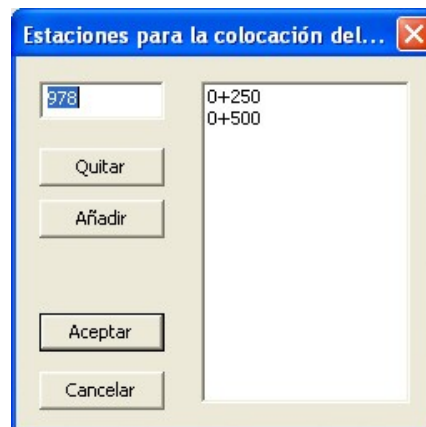 Estaciones para la colocación del...
978
0+250
0+500
Quitar
Añadir
Aceptar
Cancelar